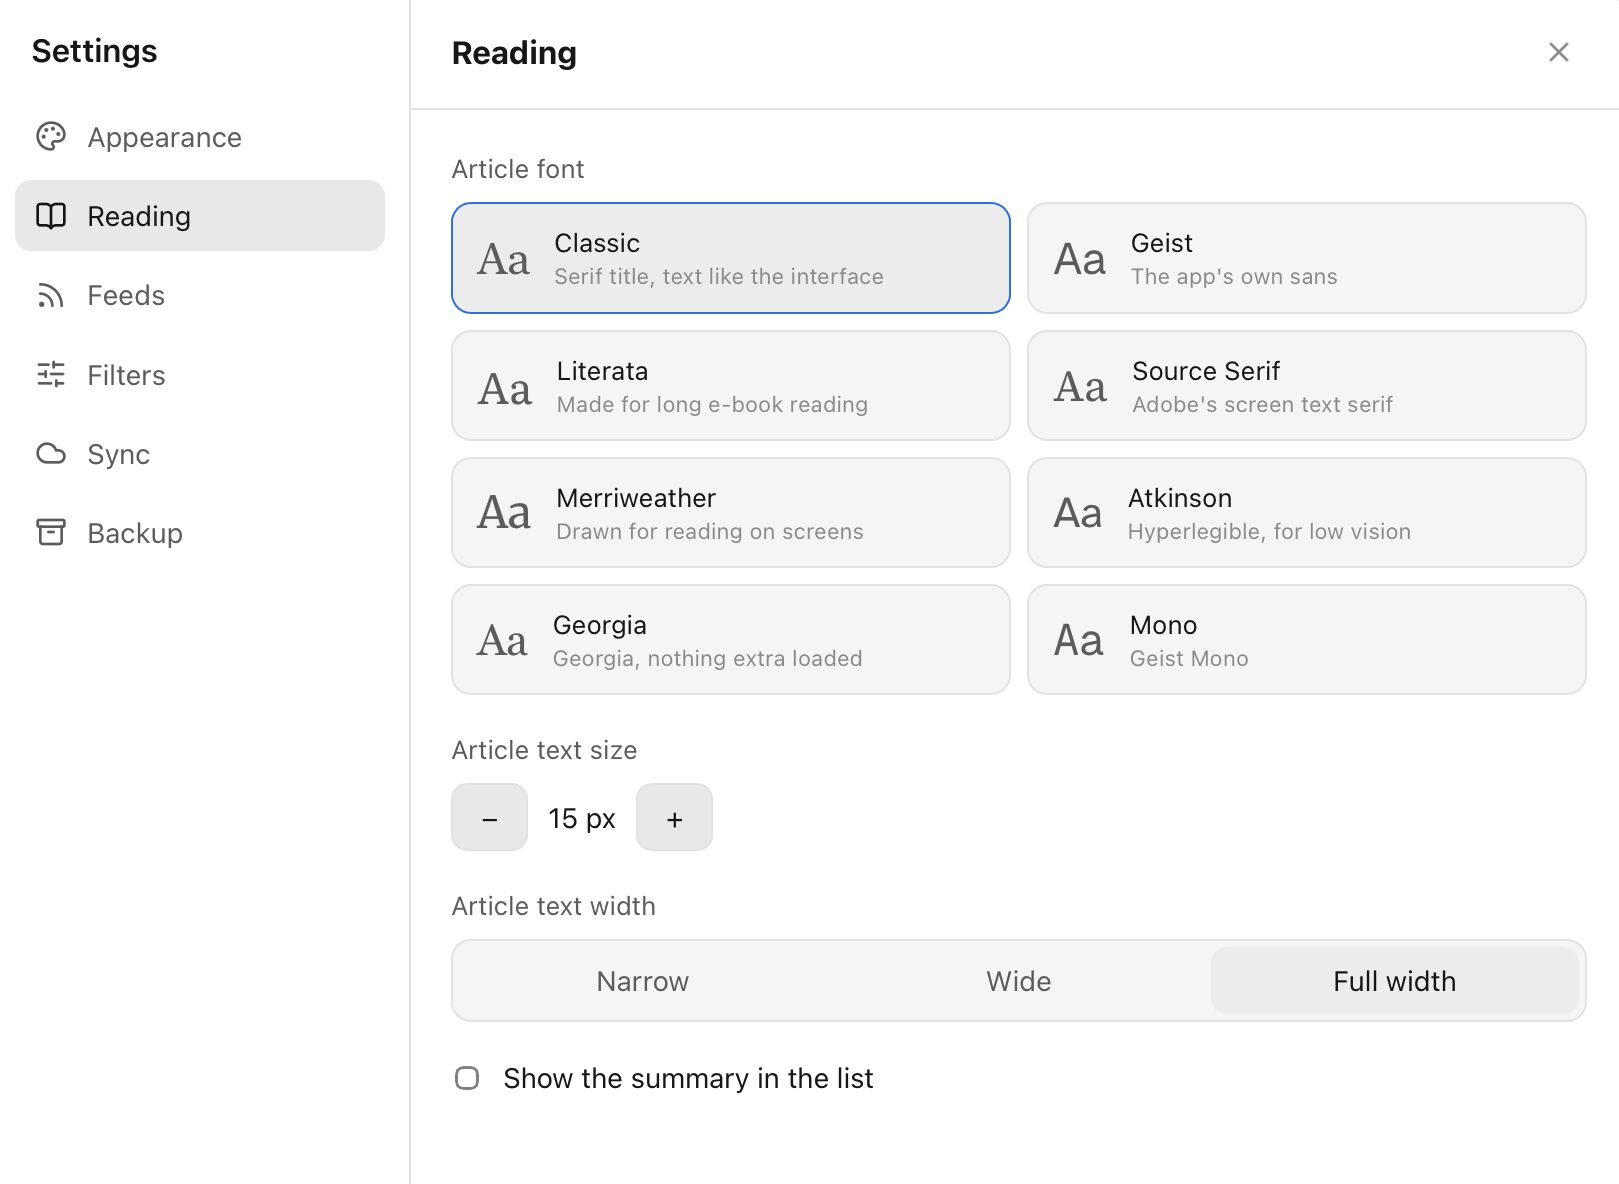 Settings
Appearance
Reading
Feeds
Filters
Sync
Backup
Reading
Article font
Aa
Classic
Serif title, text like the interface
Aa
Geist
The app's own sans
Aa
Literata
Made for long e-book reading
Aa
Source Serif
Adobe's screen text serif
Aa
Merriweather
Drawn for reading on screens
Aa
Atkinson
Hyperlegible, for low vision
Aa
Georgia
Georgia, nothing extra loaded
Aa
Mono
Geist Mono
Article text size
− 15 px +
Article text width
Narrow
Wide
Full width
Show the summary in the list